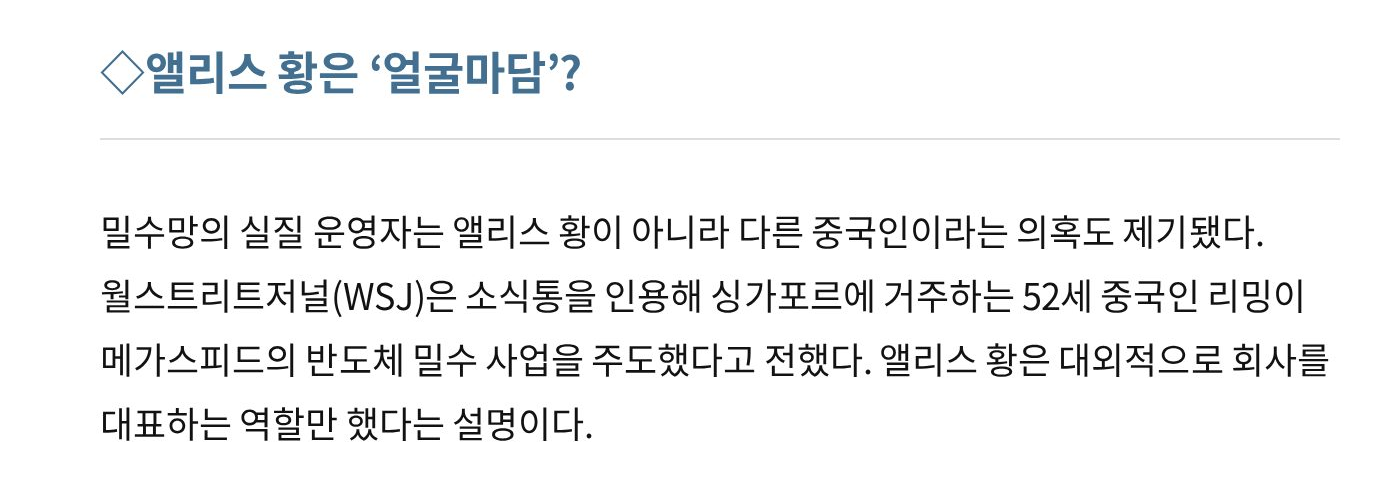 ◇앨리스 황은 ‘얼굴마담’?
밀수망의 실질 운영자는 앨리스 황이 아니라 다른 중국인이라는 의혹도 제기됐다.
월스트리트저널(WSJ)은 소식통을 인용해 싱가포르에 거주하는 52세 중국인 리밍이
메가스피드의 반도체 밀수 사업을 주도했다고 전했다. 앨리스 황은 대외적으로 회사를
대표하는 역할만 했다는 설명이다.